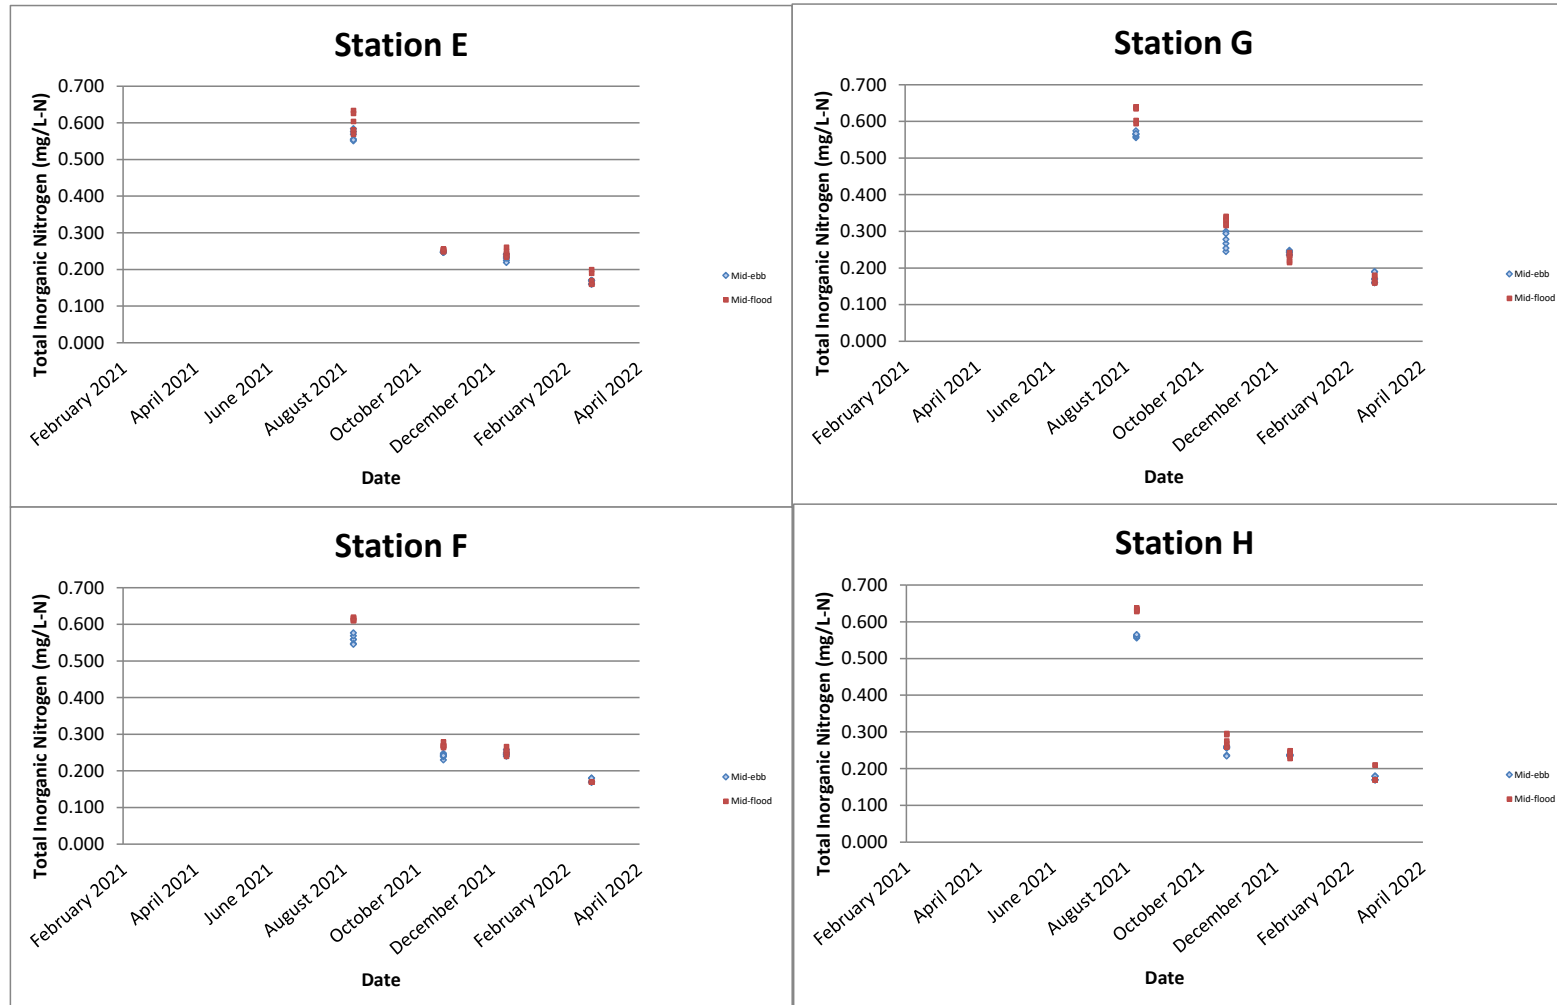 Station E
Total Inorganic Nitrogen (mg/L-N)
0.700
0.600
0.500
0.400
0.300
0.200
0.100
0.000
February 2021
April 2021
June 2021
August 2021
October 2021
December 2021
February 2022
April 2022
Date
Mid-ebb
Mid-flood
Station G
Total Inorganic Nitrogen (mg/L-N)
0.700
0.600
0.500
0.400
0.300
0.200
0.100
0.000
February 2021
April 2021
June 2021
August 2021
October 2021
December 2021
February 2022
April 2022
Date
Mid-ebb
Mid-flood
Station F
Total Inorganic Nitrogen (mg/L-N)
0.700
0.600
0.500
0.400
0.300
0.200
0.100
0.000
February 2021
April 2021
June 2021
August 2021
October 2021
December 2021
February 2022
April 2022
Date
Mid-ebb
Mid-flood
Station H
Total Inorganic Nitrogen (mg/L-N)
0.700
0.600
0.500
0.400
0.300
0.200
0.100
0.000
February 2021
April 2021
June 2021
August 2021
October 2021
December 2021
February 2022
April 2022
Date
Mid-ebb
Mid-flood